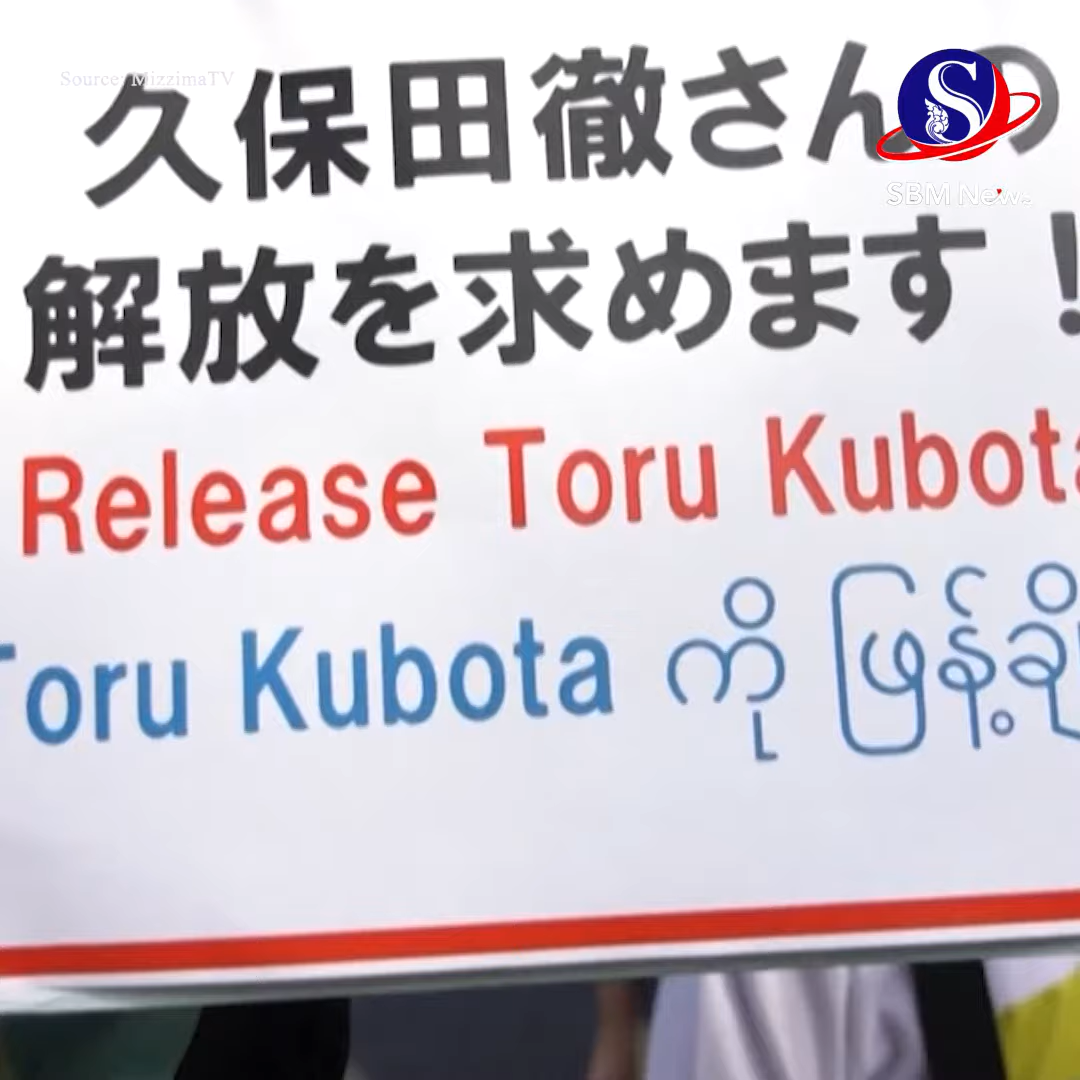 Source: MizzimaTV
久保田徹さんの
SBM News
解放を求めます！
Release Toru Kubota
Toru Kubota ကို